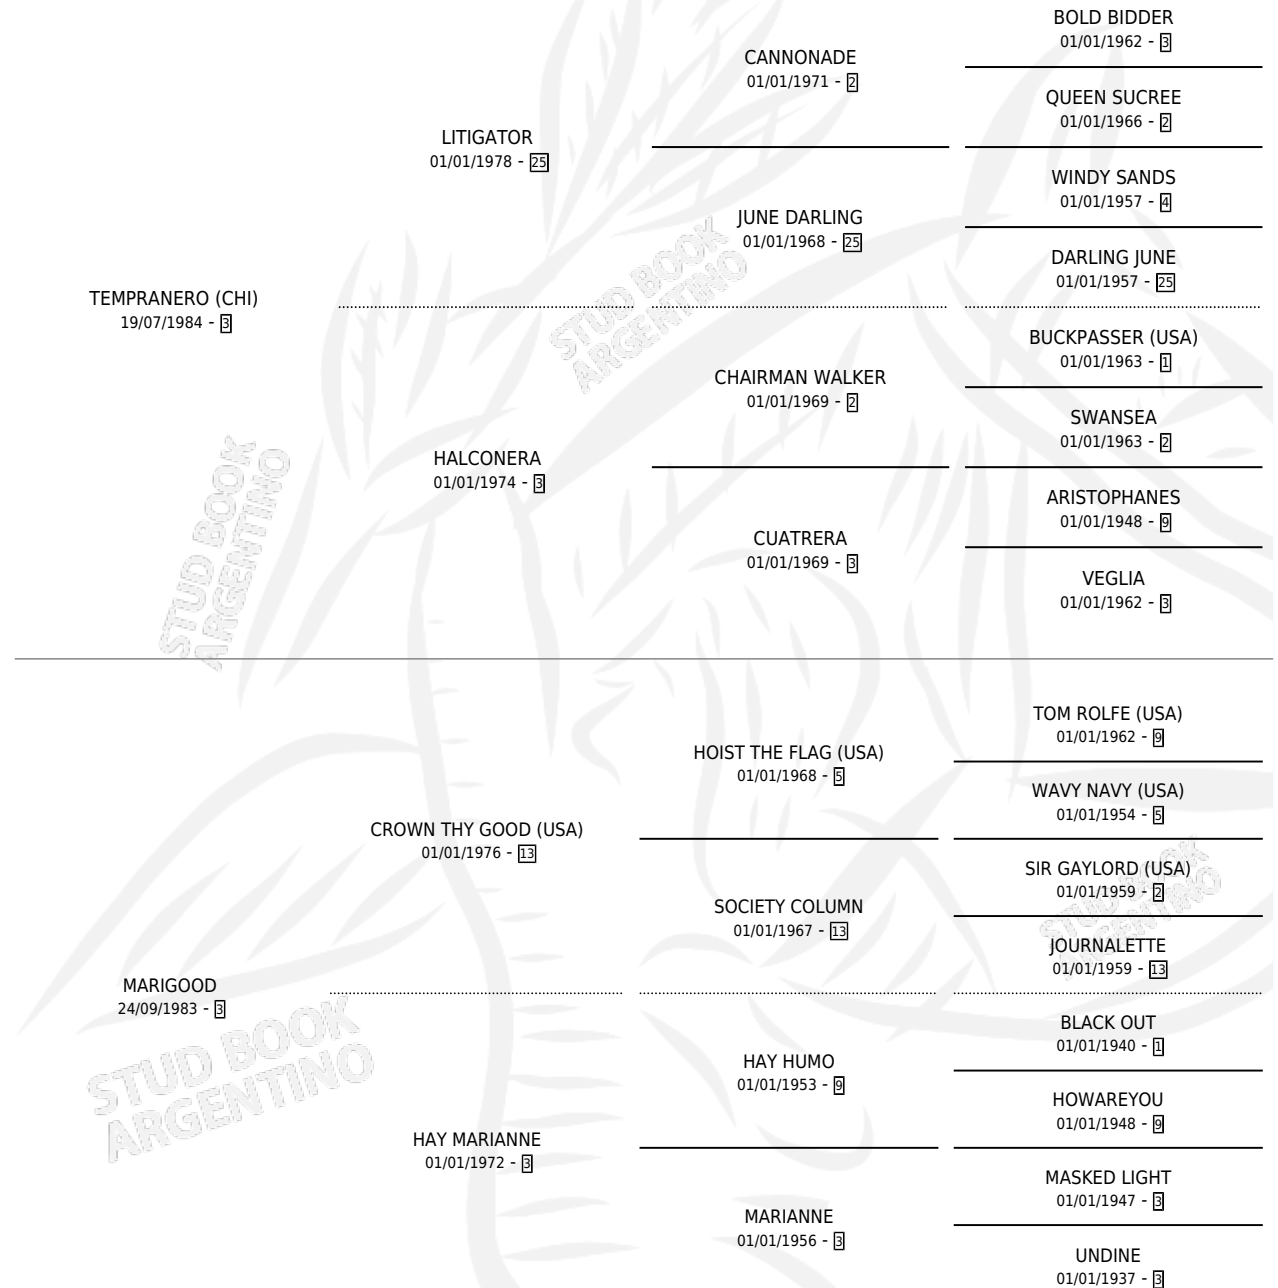 BOLD BIDDER
01/01/1962 - 3
CANNONADE
01/01/1971 - 2
QUEEN SUCREE
01/01/1966 - 2
LITIGATOR
01/01/1978 - 25
WINDY SANDS
01/01/1957 - 4
JUNE DARLING
01/01/1968 - 25
DARLING JUNE
01/01/1957 - 25
TEMPRANERO (CHI)
19/07/1984 - 3
BUCKPASSER (USA)
01/01/1963 - 1
CHAIRMAN WALKER
01/01/1969 - 2
SWANSEA
01/01/1963 - 2
HALCONERA
01/01/1974 - 3
ARISTOPHANES
01/01/1948 - 9
CUATRERA
01/01/1969 - 3
VEGLIA
01/01/1962 - 3
STUD BOOK
ARGENTINO
STUD BOOK
ARGENTINO
TOM ROLFE (USA)
01/01/1962 - 9
HOIST THE FLAG (USA)
01/01/1968 - 5
WAVY NAVY (USA)
01/01/1954 - 5
CROWN THY GOOD (USA)
01/01/1976 - 13
SIR GAYLORD (USA)
01/01/1959 - 2
SOCIETY COLUMN
01/01/1967 - 13
JOURNALETTE
01/01/1959 - 13
MARIGOOD
24/09/1983 - 3
BLACK OUT
01/01/1940 - 1
HAY HUMO
01/01/1953 - 9
HOWAREYOU
01/01/1948 - 9
HAY MARIANNE
01/01/1972 - 3
MASKED LIGHT
01/01/1947 - 3
MARIANNE
01/01/1956 - 3
UNDINE
01/01/1937 - 3
STUD BOOK
ARGENTINO
STUD BOOK
ARGENTINO